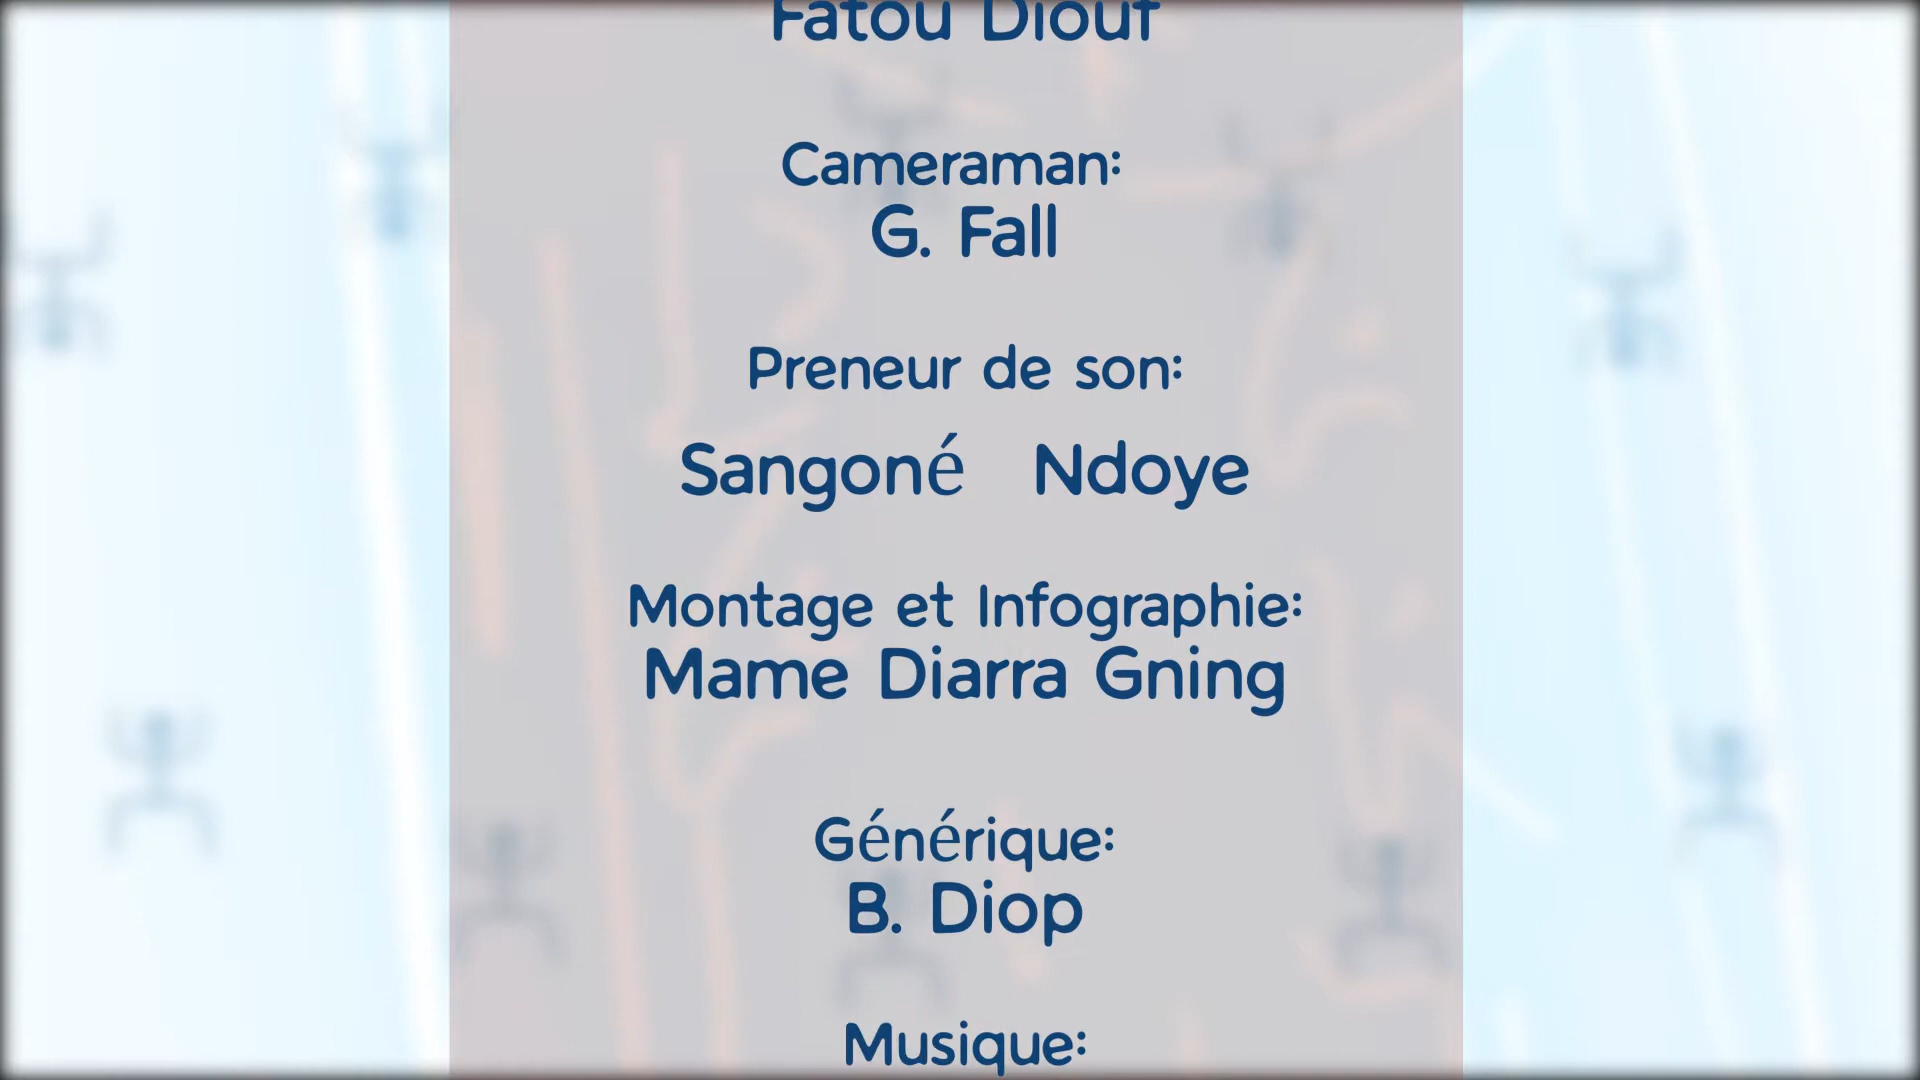 Fatou Diouf
Cameraman:
G. Fall
Preneur de son:
Sangoné Ndoye
Montage et Infographie:
Mame Diarra Gning
Générique:
B. Diop
Musique: